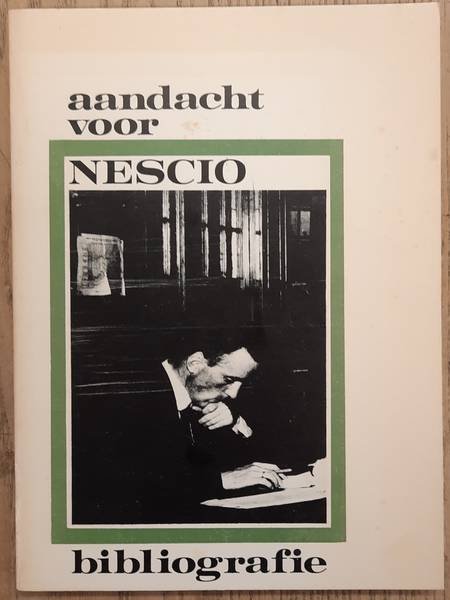 aandacht
voor
NESCIO
bibliografie